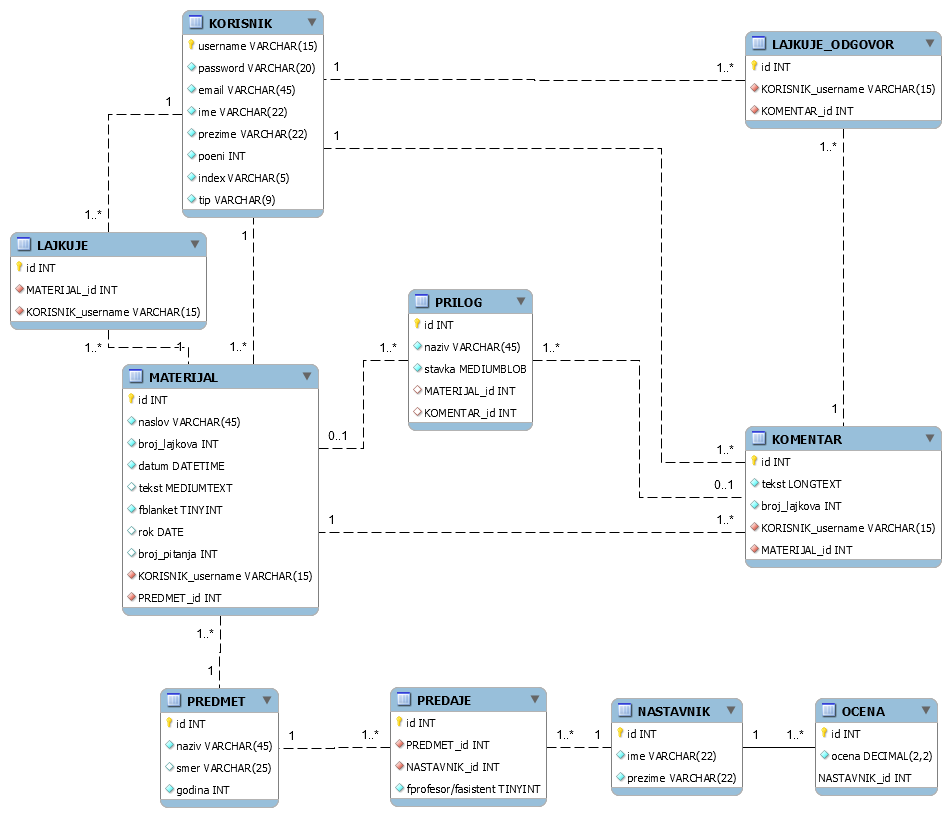 KORISNIK
username VARCHAR(15)
password VARCHAR(20)
email VARCHAR(45)
ime VARCHAR(22)
prezime VARCHAR(22)
poeni INT
index VARCHAR(5)
tip VARCHAR(9)
LAJKUJE_ODGOVOR
id INT
KORISNIK_username VARCHAR(15)
KOMENTAR_id INT
1
1..*
1
1
1..*
1..*
1
LAJKUJE
id INT
MATERIJAL_id INT
KORISNIK_username VARCHAR(15)
1..*
1
1..*
PRILOG
id INT
naziv VARCHAR(45)
stavka MEDIUMBLOB
MATERIJAL_id INT
KOMENTAR_id INT
1..*
1..*
0..1
MATERIJAL
id INT
naslov VARCHAR(45)
broj_lajkova INT
datum DATETIME
tekst MEDIUMTEXT
fblanket TINYINT
rok DATE
broj_pitanja INT
KORISNIK_username VARCHAR(15)
PREDMET_id INT
1
1..*
0..1
1
1..*
KOMENTAR
id INT
tekst LONGTEXT
broj_lajkova INT
KORISNIK_username VARCHAR(15)
MATERIJAL_id INT
1..*
1
PREDMET
id INT
naziv VARCHAR(45)
smer VARCHAR(25)
godina INT
1
1..*
PREDAJE
id INT
PREDMET_id INT
NASTAVNIK_id INT
fprofesor/fasistent TINYINT
1..*
1
NASTAVNIK
id INT
ime VARCHAR(22)
prezime VARCHAR(22)
1
1..*
OCENA
id INT
ocena DECIMAL(2,2)
NASTAVNIK_id INT